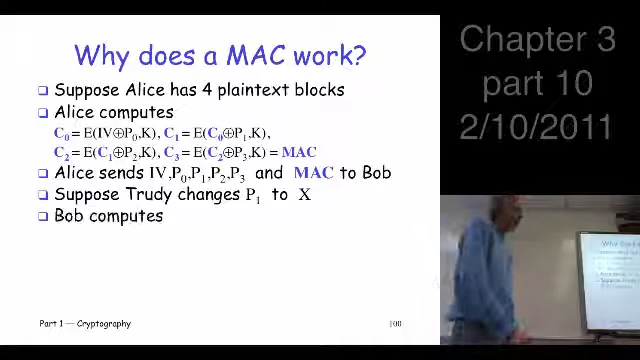 Why does a MAC work?
❑ Suppose Alice has 4 plaintext blocks
❑ Alice computes
C₀ = E(IV⊕P₀,K), C₁ = E(C₀⊕P₁,K),
C₂ = E(C₁⊕P₂,K), C₃ = E(C₂⊕P₃,K) = MAC
❑ Alice sends IV,P₀,P₁,P₂,P₃ and MAC to Bob
❑ Suppose Trudy changes P₁ to X
❑ Bob computes
Part 1 — Cryptography
100
Chapter 3
part 10
2/10/2011